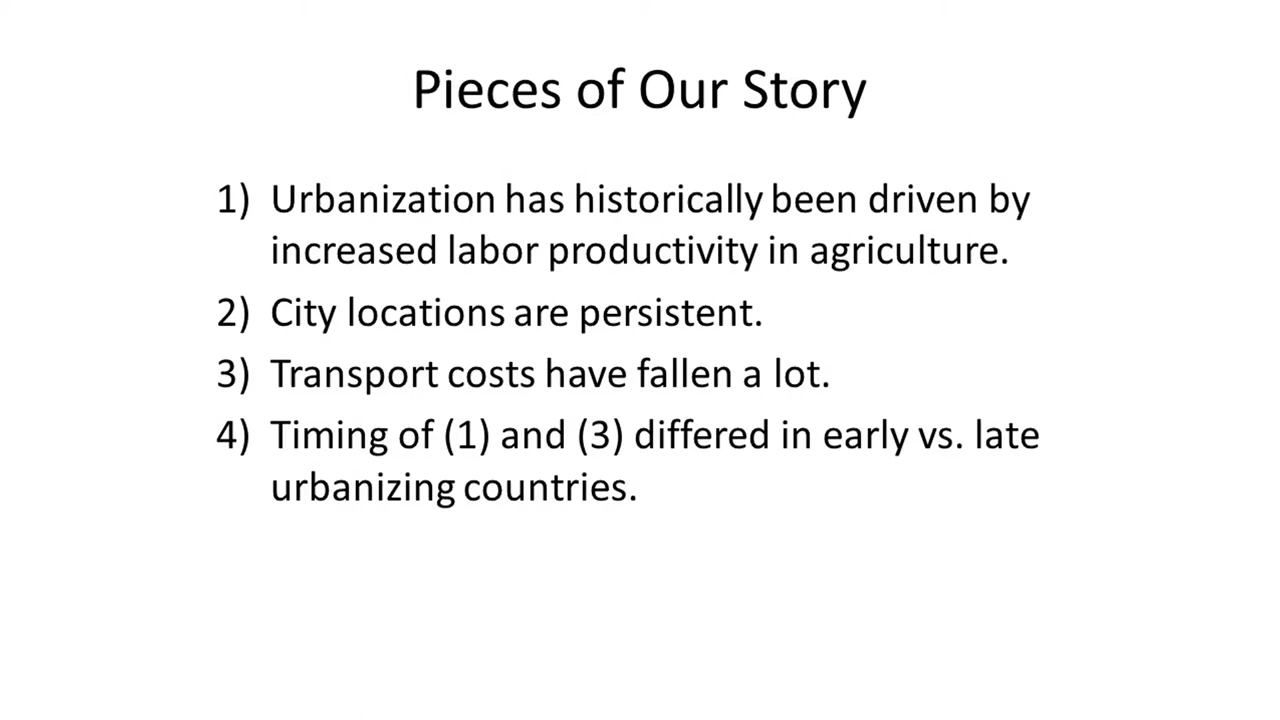 Pieces of Our Story
1) Urbanization has historically been driven by
increased labor productivity in agriculture.
2) City locations are persistent.
3) Transport costs have fallen a lot.
4) Timing of (1) and (3) differed in early vs. late
urbanizing countries.